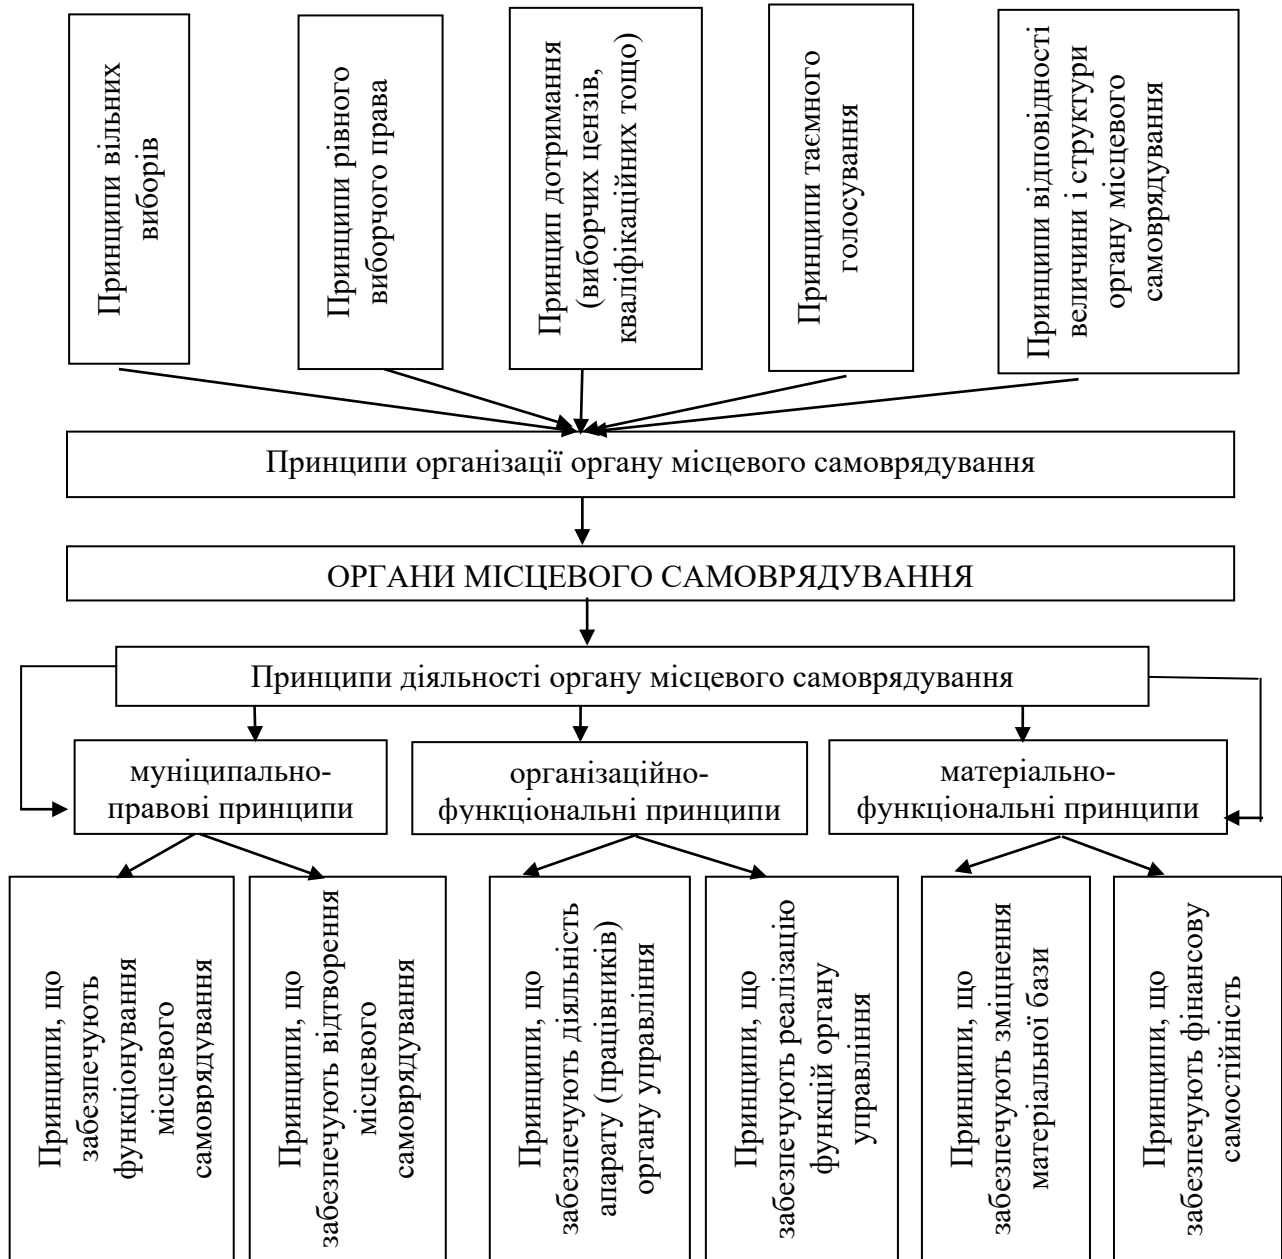 Принципи вільних
виборів
Принципи рівного
виборчого права
Принцип дотримання
(виборчих цензів,
кваліфікаційних тощо)
Принципи таємного
голосування
Принципи відповідності
величини і структури
органу місцевого
самоврядування
Принципи організації органу місцевого самоврядування
ОРГАНИ МІСЦЕВОГО САМОВРЯДУВАННЯ
Принципи діяльності органу місцевого самоврядування
муніципально-
правові принципи
організаційно-
функціональні принципи
матеріально-
функціональні принципи
Принципи, що
забезпечують
функціонування
місцевого
самоврядування
Принципи, що
забезпечують відтворення
місцевого
самоврядування
Принципи, що
забезпечують діяльність
апарату (працівників)
органу управління
Принципи, що
забезпечують реалізацію
функцій органу
управління
Принципи, що
забезпечують зміцнення
матеріальної бази
Принципи, що
забезпечують фінансову
самостійність